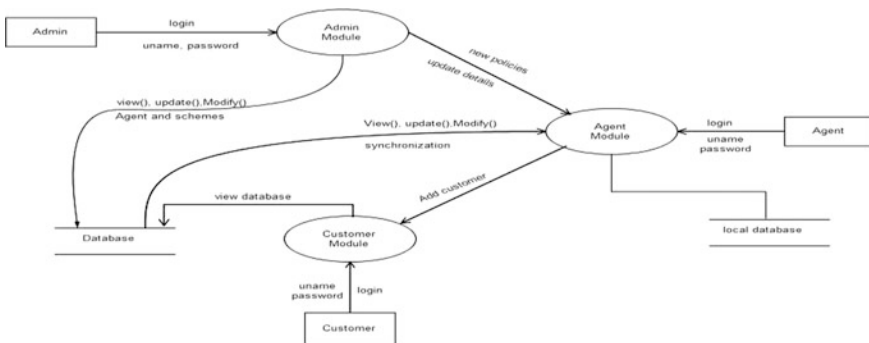 login
Admin
Admin
Module
uname, password
new policies
update details
view(), update().Modify()
Agent and schemes
View(), update().Modify()
synchronization
Agent
Module
login
uname
password
Agent
Add customer
view database
Database
Customer
Module
local database
uname
password
login
Customer